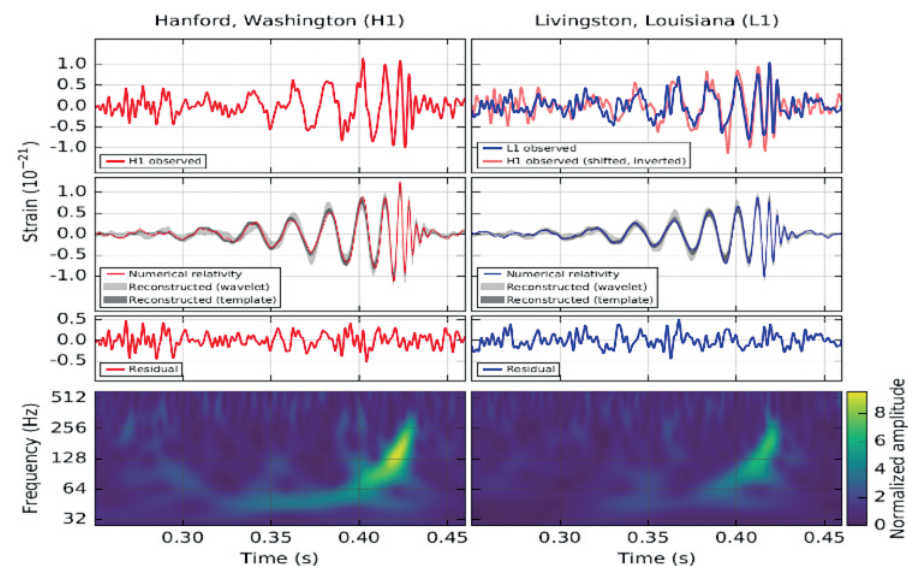 Hanford, Washington (H1)
Livingston, Louisiana (L1)
1.0
0.5
0.0
-0.5
-1.0
H1 observed
L1 observed
H1 observed (shifted, inverted)
Strain (10⁻²¹)
1.0
0.5
0.0
-0.5
-1.0
Numerical relativity
Reconstructed (wavelet)
Reconstructed (template)
Numerical relativity
Reconstructed (wavelet)
Reconstructed (template)
0.5
0.0
-0.5
Residual
Residual
Frequency (Hz)
512
256
128
64
32
0.30 0.35 0.40 0.45
Time (s)
0.30 0.35 0.40 0.45
Time (s)
8
6
4
2
0
Normalized amplitude